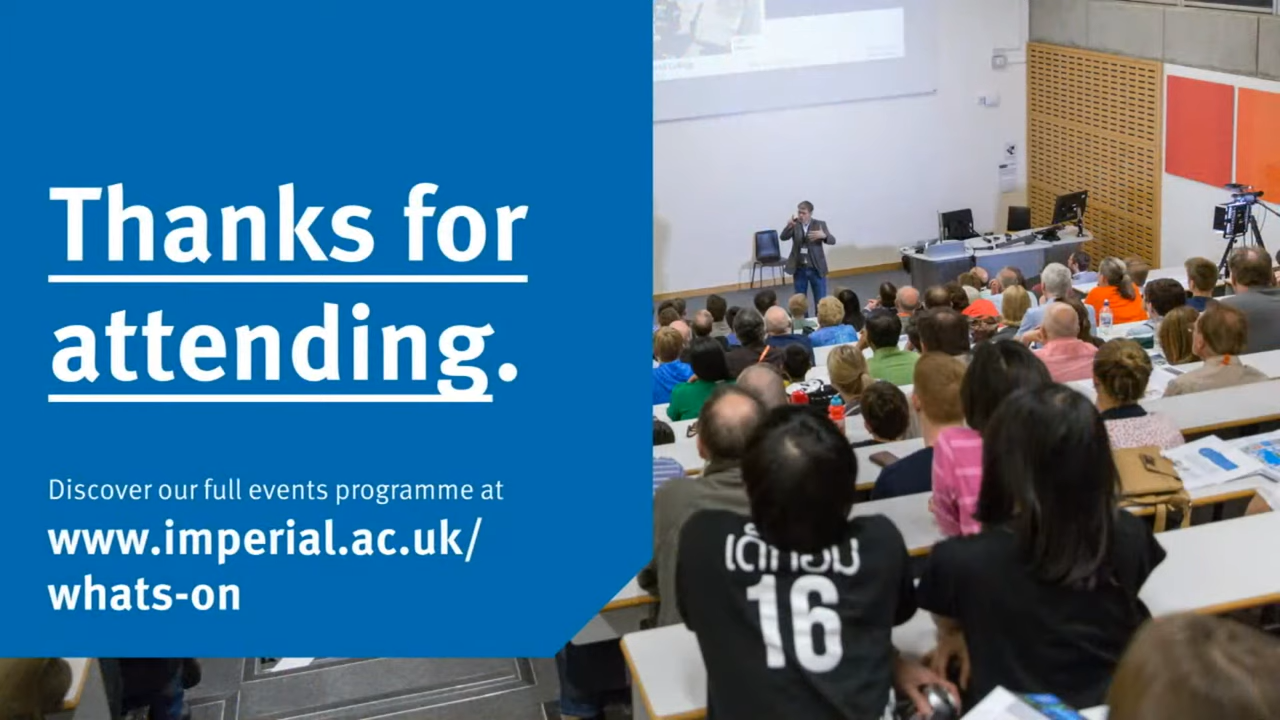 Thanks for
attending.
Discover our full events programme at
www.imperial.ac.uk/
whats-on
16